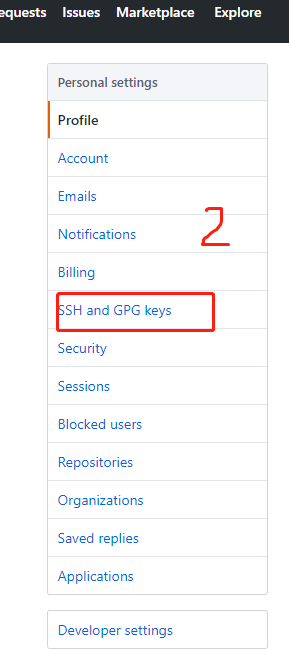 equests Issues Marketplace Explore
Personal settings
Profile
Account
Emails
Notifications
2
Billing
SSH and GPG keys
Security
Sessions
Blocked users
Repositories
Organizations
Saved replies
Applications
Developer settings